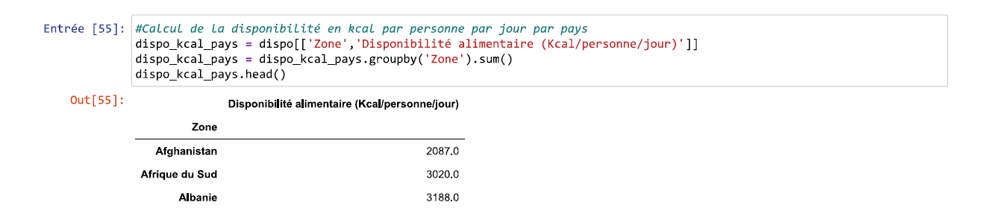 Entrée [55]: #Calcul de la disponibilité en kcal par personne par jour par pays
dispo_kcal_pays = dispo[['Zone','Disponibilité alimentaire (Kcal/personne/jour)']]
dispo_kcal_pays = dispo_kcal_pays.groupby('Zone').sum()
dispo_kcal_pays.head()
Out[55]:
Disponibilité alimentaire (Kcal/personne/jour)
Zone
Afghanistan 2087.0
Afrique du Sud 3020.0
Albanie 3188.0